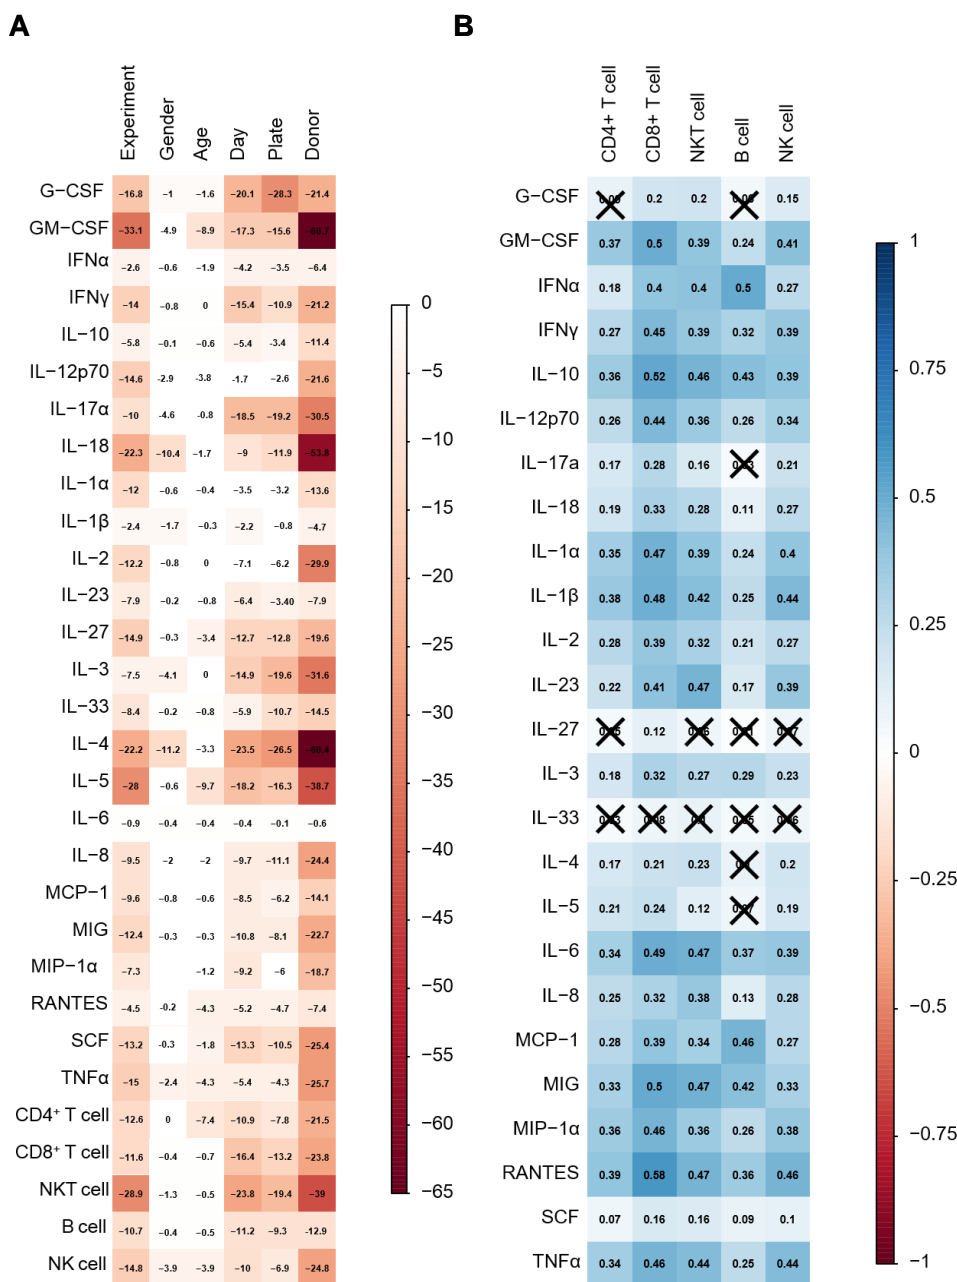 A
B
Experiment Gender Age Day Plate Donor
CD4+ T cell CD8+ T cell NKT cell B cell NK cell
G−CSF −16.8 −1 −1.6 −20.1 −28.3 −21.4
GM−CSF −33.1 −4.9 −8.9 −17.3 −15.6 −60.7
IFNα −2.6 −0.6 −1.9 −4.2 −3.5 −6.4
IFNγ −14 −0.8 0 −15.4 −10.9 −21.2
IL−10 −5.8 −0.1 −0.6 −5.4 −3.4 −11.4
IL−12p70 −14.6 −2.9 −3.8 −1.7 −2.6 −21.6
IL−17α −10 −4.6 −0.8 −18.5 −19.2 −30.5
IL−18 −22.3 −10.4 −1.7 −9 −11.9 −53.8
IL−1α −12 −0.6 −0.4 −3.5 −3.2 −13.6
IL−1β −2.4 −1.7 −0.3 −2.2 −0.8 −4.7
IL−2 −12.2 −0.8 0 −7.1 −6.2 −29.9
IL−23 −7.9 −0.2 −0.8 −6.4 −3.40 −7.9
IL−27 −14.9 −0.3 −3.4 −12.7 −12.8 −19.6
IL−3 −7.5 −4.1 0 −14.9 −19.6 −31.6
IL−33 −8.4 −0.2 −0.8 −5.9 −10.7 −14.5
IL−4 −22.2 −11.2 −3.3 −23.5 −26.5 −60.4
IL−5 −28 −0.6 −9.7 −18.2 −16.3 −38.7
IL−6 −0.9 −0.4 −0.4 −0.4 −0.1 −0.6
IL−8 −9.5 −2 −2 −9.7 −11.1 −24.4
MCP−1 −9.6 −0.8 −0.6 −8.5 −6.2 −14.1
MIG −12.4 −0.3 −0.3 −10.8 −8.1 −22.7
MIP−1α −7.3 −1.2 −9.2 −6 −18.7
RANTES −4.5 −0.2 −4.3 −5.2 −4.7 −7.4
SCF −13.2 −0.3 −1.8 −13.3 −10.5 −25.4
TNFα −15 −2.4 −4.3 −5.4 −4.3 −25.7
CD4⁺ T cell −12.6 0 −7.4 −10.9 −7.8 −21.5
CD8⁺ T cell −11.6 −0.4 −0.7 −16.4 −13.2 −23.8
NKT cell −28.9 −1.3 −0.5 −23.8 −19.4 −39
B cell −10.7 −0.4 −0.5 −11.2 −9.3 −12.9
NK cell −14.8 −3.9 −3.9 −10 −6.9 −24.8
0
−5
−10
−15
−20
−25
−30
−35
−40
−45
−50
−55
−60
−65
G−CSF 0.2 0.2 0.15
GM−CSF 0.37 0.5 0.39 0.24 0.41
IFNα 0.18 0.4 0.4 0.5 0.27
IFNγ 0.27 0.45 0.39 0.32 0.39
IL−10 0.36 0.52 0.46 0.43 0.39
IL−12p70 0.26 0.44 0.36 0.26 0.34
IL−17a 0.17 0.28 0.16 0.21
IL−18 0.19 0.33 0.28 0.11 0.27
IL−1α 0.35 0.47 0.39 0.24 0.4
IL−1β 0.38 0.48 0.42 0.25 0.44
IL−2 0.28 0.39 0.32 0.21 0.27
IL−23 0.22 0.41 0.47 0.17 0.39
IL−27 0.12
IL−3 0.18 0.32 0.27 0.29 0.23
IL−33
IL−4 0.17 0.21 0.23 0.2
IL−5 0.21 0.24 0.12 0.19
IL−6 0.34 0.49 0.47 0.37 0.39
IL−8 0.25 0.32 0.38 0.13 0.28
MCP−1 0.28 0.39 0.34 0.46 0.27
MIG 0.33 0.5 0.47 0.42 0.33
MIP−1α 0.36 0.46 0.36 0.26 0.38
RANTES 0.39 0.58 0.47 0.36 0.46
SCF 0.07 0.16 0.16 0.09 0.1
TNFα 0.34 0.46 0.44 0.25 0.44
1
0.75
0.5
0.25
0
−0.25
−0.5
−0.75
−1